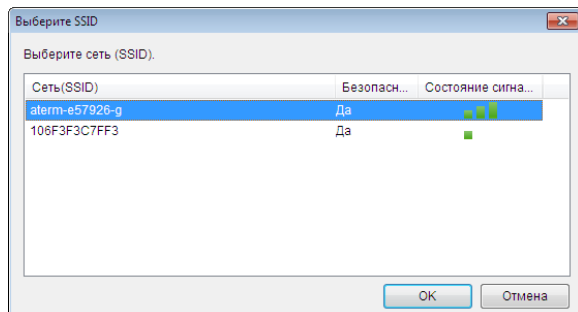 Выберите SSID
Выберите сеть (SSID).
Сеть(SSID) Безопасн... Состояние сигна...
aterm-e57926-g Да
106F3F3C7FF3 Да
OK Отмена